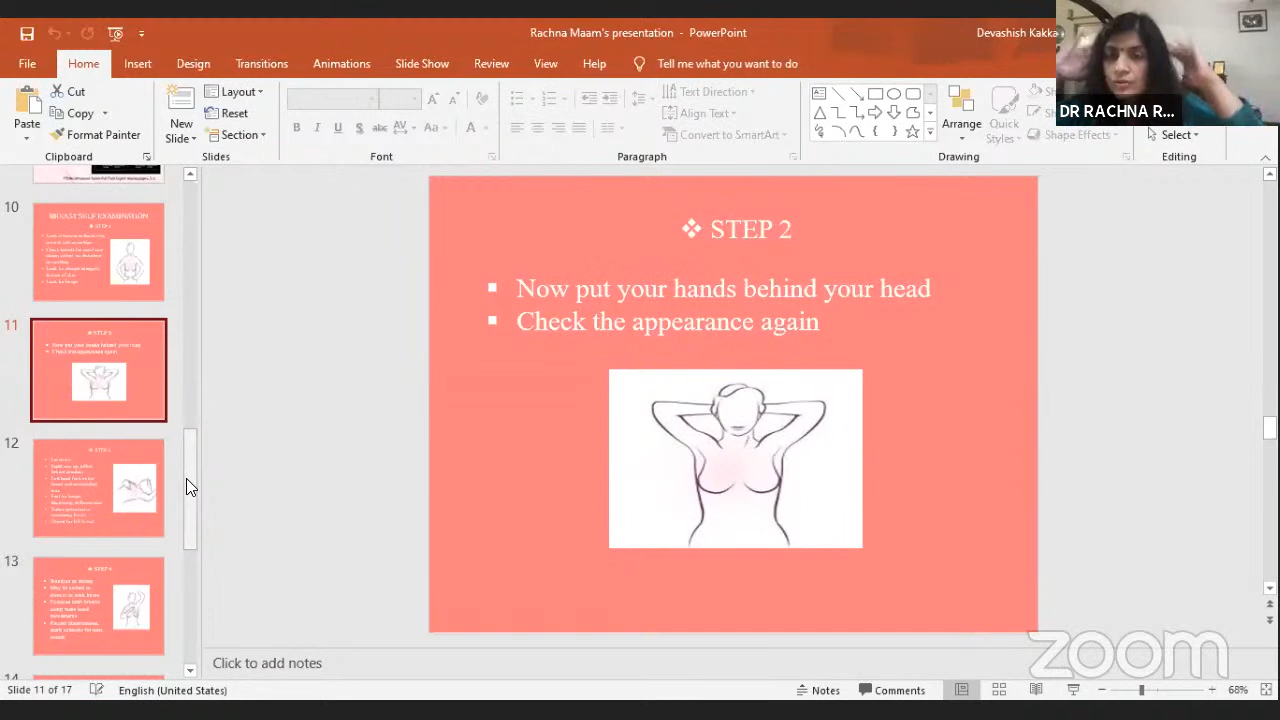 Rachna Maam's presentation - PowerPoint
Devashish Kakka
File Home Insert Design Transitions Animations Slide Show Review View Help Tell me what you want to do
Cut
Copy
Format Painter
Paste
Clipboard
New Slide
Layout
Reset
Section
Slides
Font
Text Direction
Align Text
Convert to SmartArt
Paragraph
Arrange
Quick Styles
Shape Effects
Drawing
Select
Editing
DR RACHNA R...
10
BREAST SELF EXAMINATION
11
12
13
14
❖ STEP 2
▪ Now put your hands behind your head
▪ Check the appearance again
Click to add notes
zoom
Slide 11 of 17
English (United States)
Notes
Comments
68%